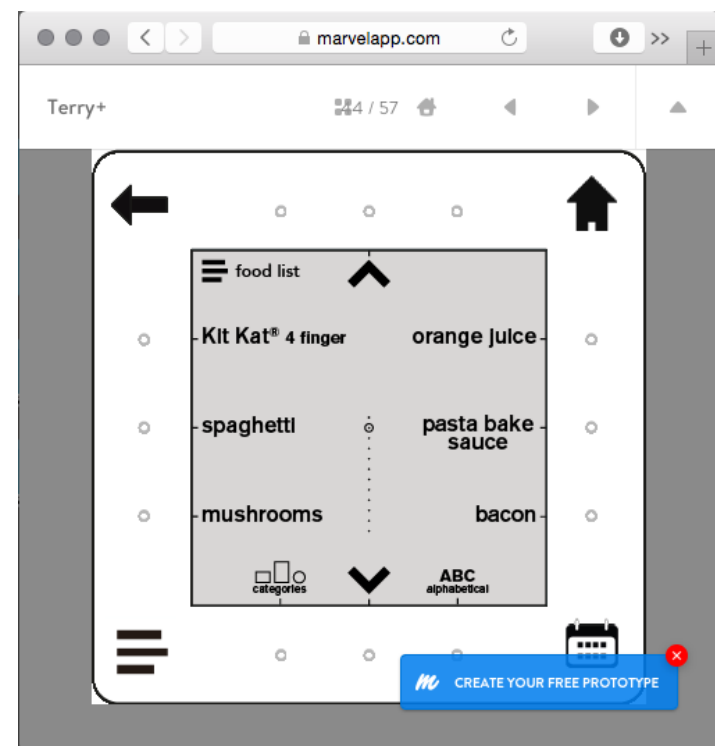 marvelapp.com
>>
Terry+
44 / 57
food list
Kit Kat® 4 finger
orange juice
spaghetti
pasta bake
sauce
mushrooms
bacon
categories
ABC
alphabetical
CREATE YOUR FREE PROTOTYPE